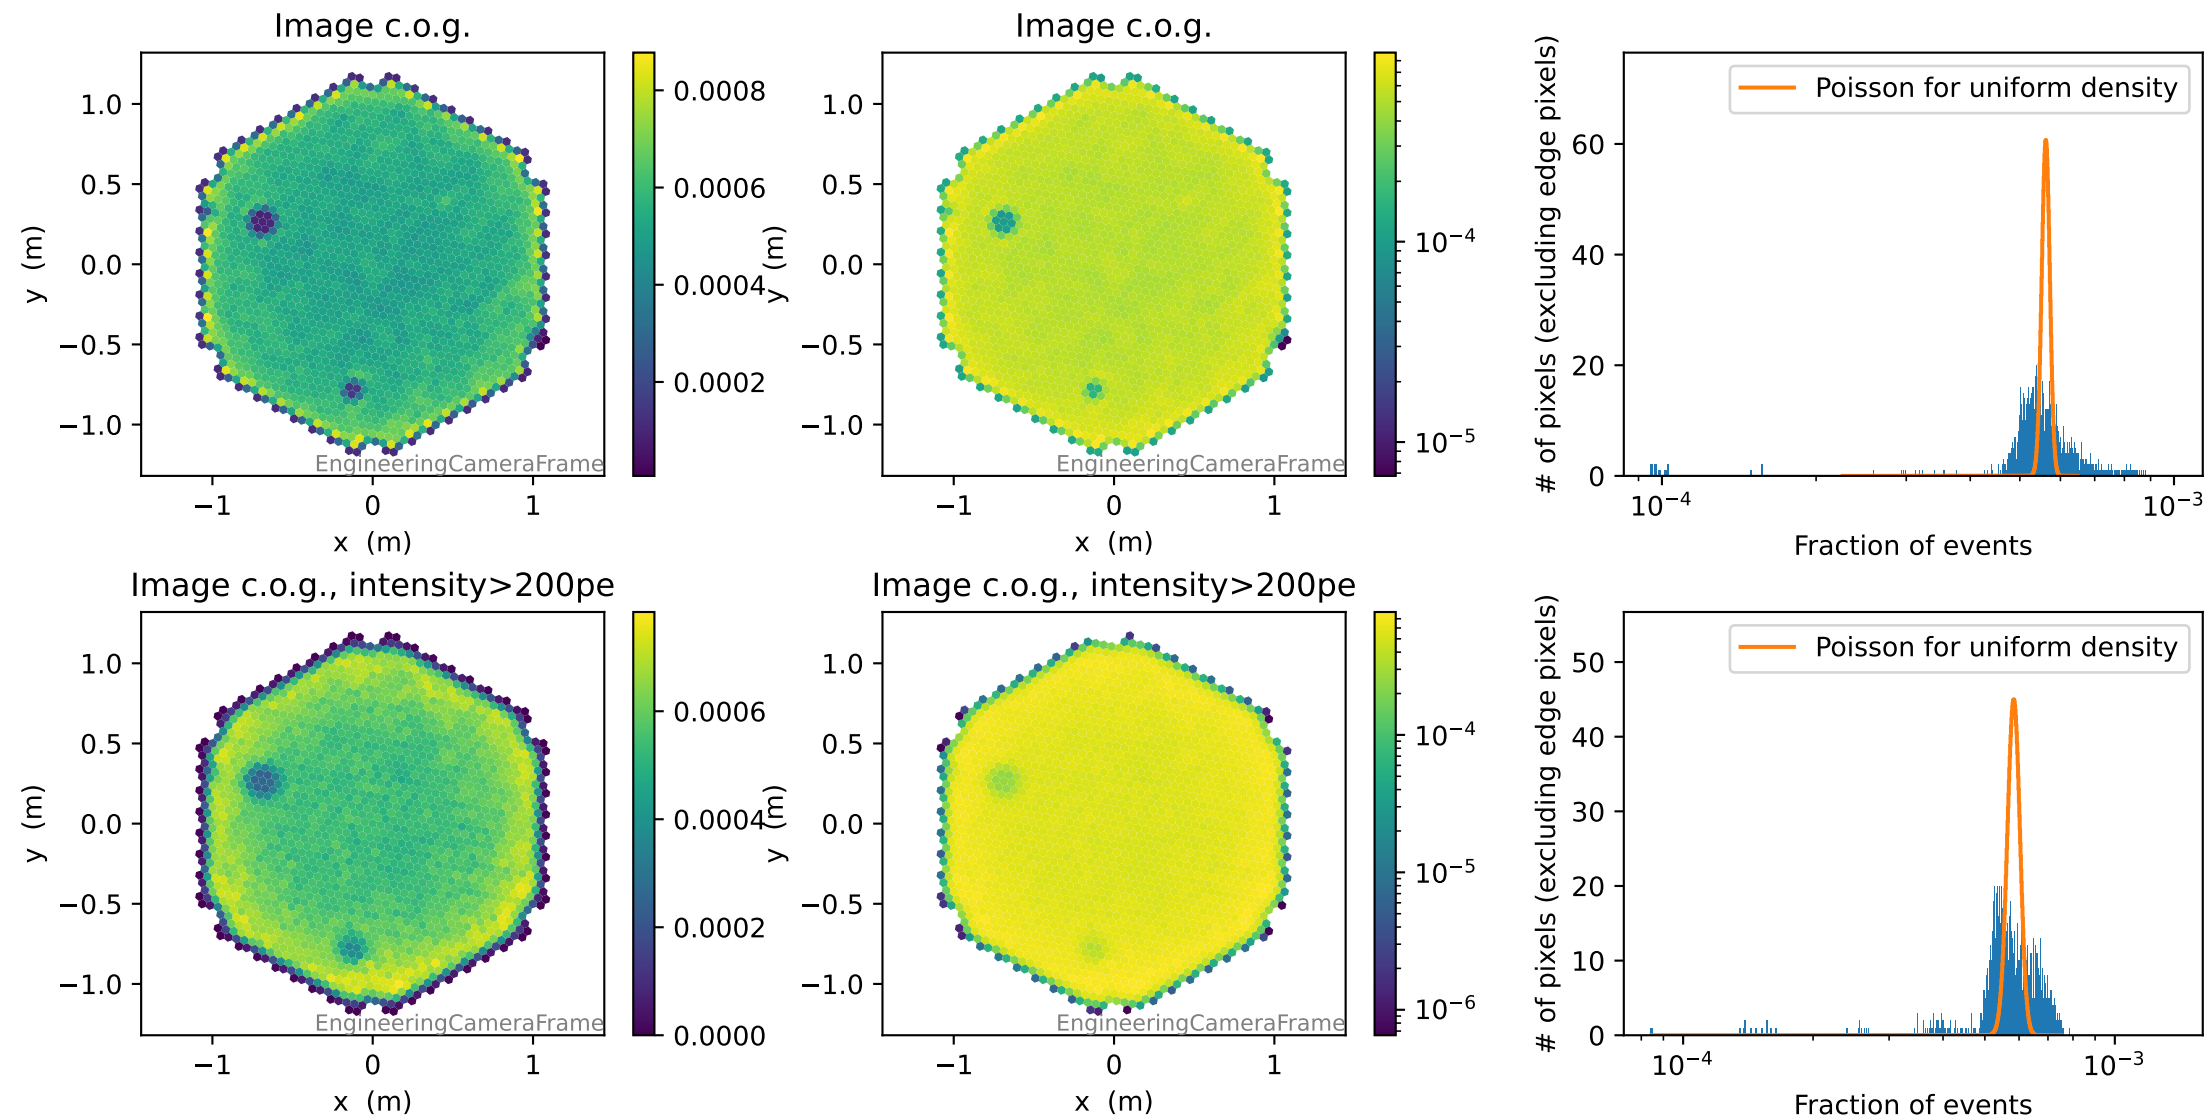 Image c.o.g.
1.0
0.5
0.0
−0.5
−1.0
y (m)
−1
0
1
x (m)
EngineeringCameraFrame
0.0008
0.0006
0.0004
0.0002
Image c.o.g.
1.0
0.5
0.0
−0.5
−1.0
y (m)
−1
0
1
x (m)
EngineeringCameraFrame
10⁻⁴
10⁻⁵
# of pixels (excluding edge pixels)
60
40
20
0
Poisson for uniform density
10⁻⁴
10⁻³
Fraction of events
Image c.o.g., intensity>200pe
1.0
0.5
0.0
−0.5
−1.0
y (m)
−1
0
1
x (m)
EngineeringCameraFrame
0.0006
0.0004
0.0002
0.0000
Image c.o.g., intensity>200pe
1.0
0.5
0.0
−0.5
−1.0
y (m)
−1
0
1
x (m)
EngineeringCameraFrame
10⁻⁴
10⁻⁵
10⁻⁶
# of pixels (excluding edge pixels)
50
40
30
20
10
0
Poisson for uniform density
10⁻⁴
10⁻³
Fraction of events